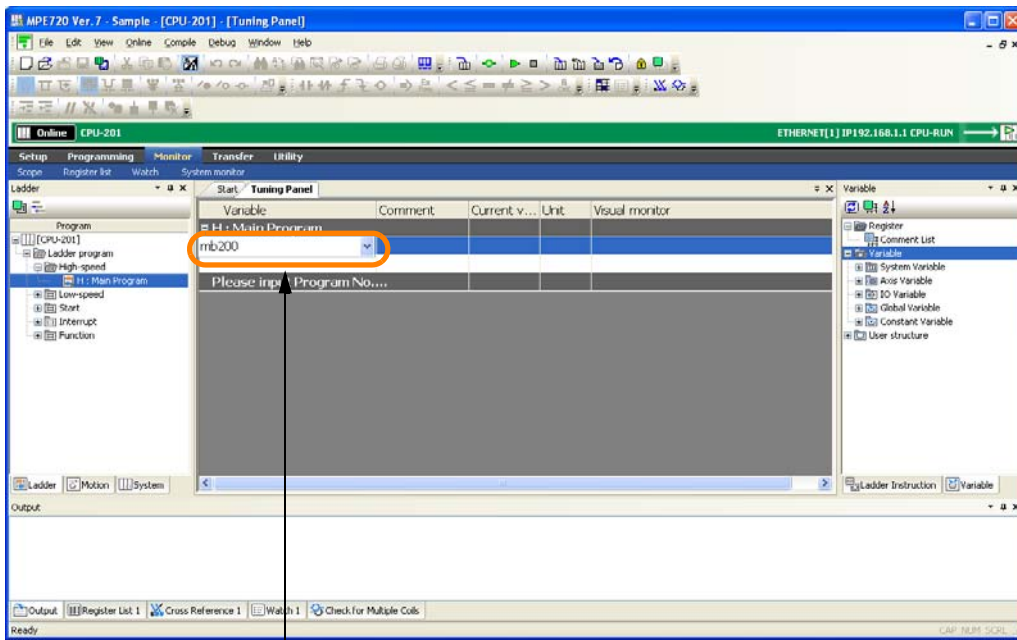 MPE720 Ver. 7 - Sample - [CPU-201] - [Tuning Panel]
File Edit View Online Compile Debug Window Help
Online CPU-201 ETHERNET[1] IP192.168.1.1 CPU-RUN
Setup Programming Monitor Transfer Utility
Scope Register list Watch System monitor
Ladder
Start Tuning Panel
Variable
Program
[CPU-201]
Ladder program
High-speed
H : Main Program
Low-speed
Start
Interrupt
Function
Variable Comment Current v... Unit Visual monitor
H : Main Program
mb200
Please input Program No....
Register
Comment List
Variable
System Variable
Axis Variable
IO Variable
Global Variable
Constant Variable
User structure
Ladder Motion System
Ladder Instruction Variable
Output
Output Register List 1 Cross Reference 1 Watch 1 Check for Multiple Coils
Ready CAP NUM SCRL